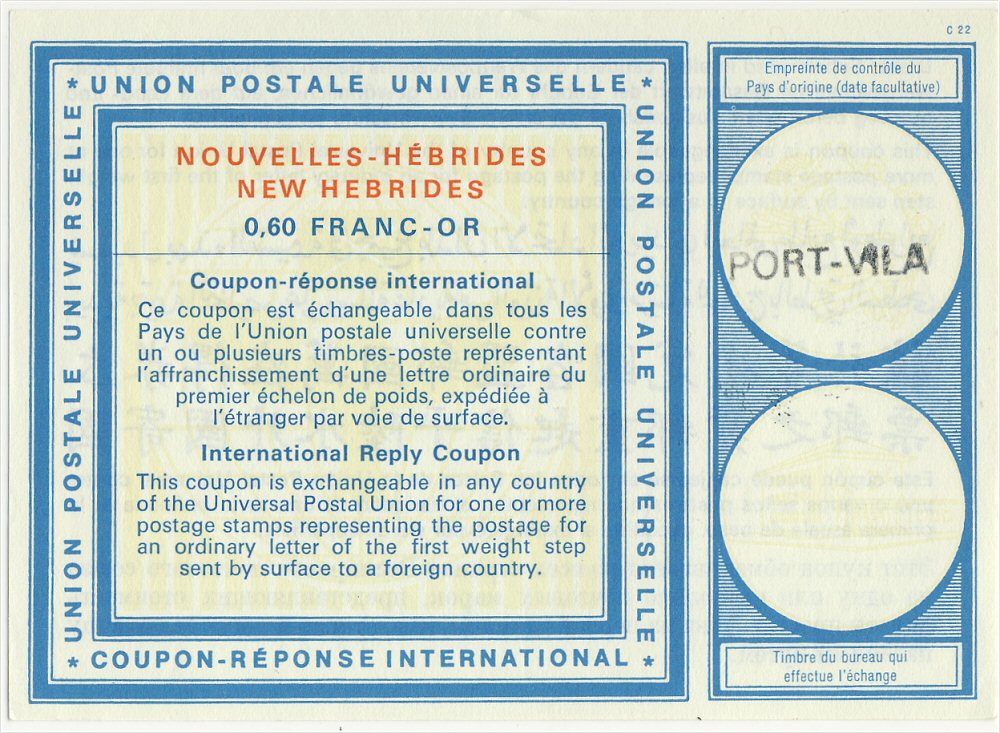 C 22
* UNION POSTALE UNIVERSELLE *
UNION POSTALE UNIVERSELLE
NOUVELLES-HÉBRIDES
NEW HEBRIDES
0,60 FRANC-OR
Coupon-réponse international
Ce coupon est échangeable dans tous les
Pays de l'Union postale universelle contre
un ou plusieurs timbres-poste représentant
l'affranchissement d'une lettre ordinaire du
premier échelon de poids, expédiée à
l'étranger par voie de surface.
International Reply Coupon
This coupon is exchangeable in any country
of the Universal Postal Union for one or more
postage stamps representing the postage for
an ordinary letter of the first weight step
sent by surface to a foreign country.
UNION POSTALE UNIVERSELLE
* COUPON-RÉPONSE INTERNATIONAL *
Empreinte de contrôle du
Pays d'origine (date facultative)
PORT-VILA
Timbre du bureau qui
effectue l'échange